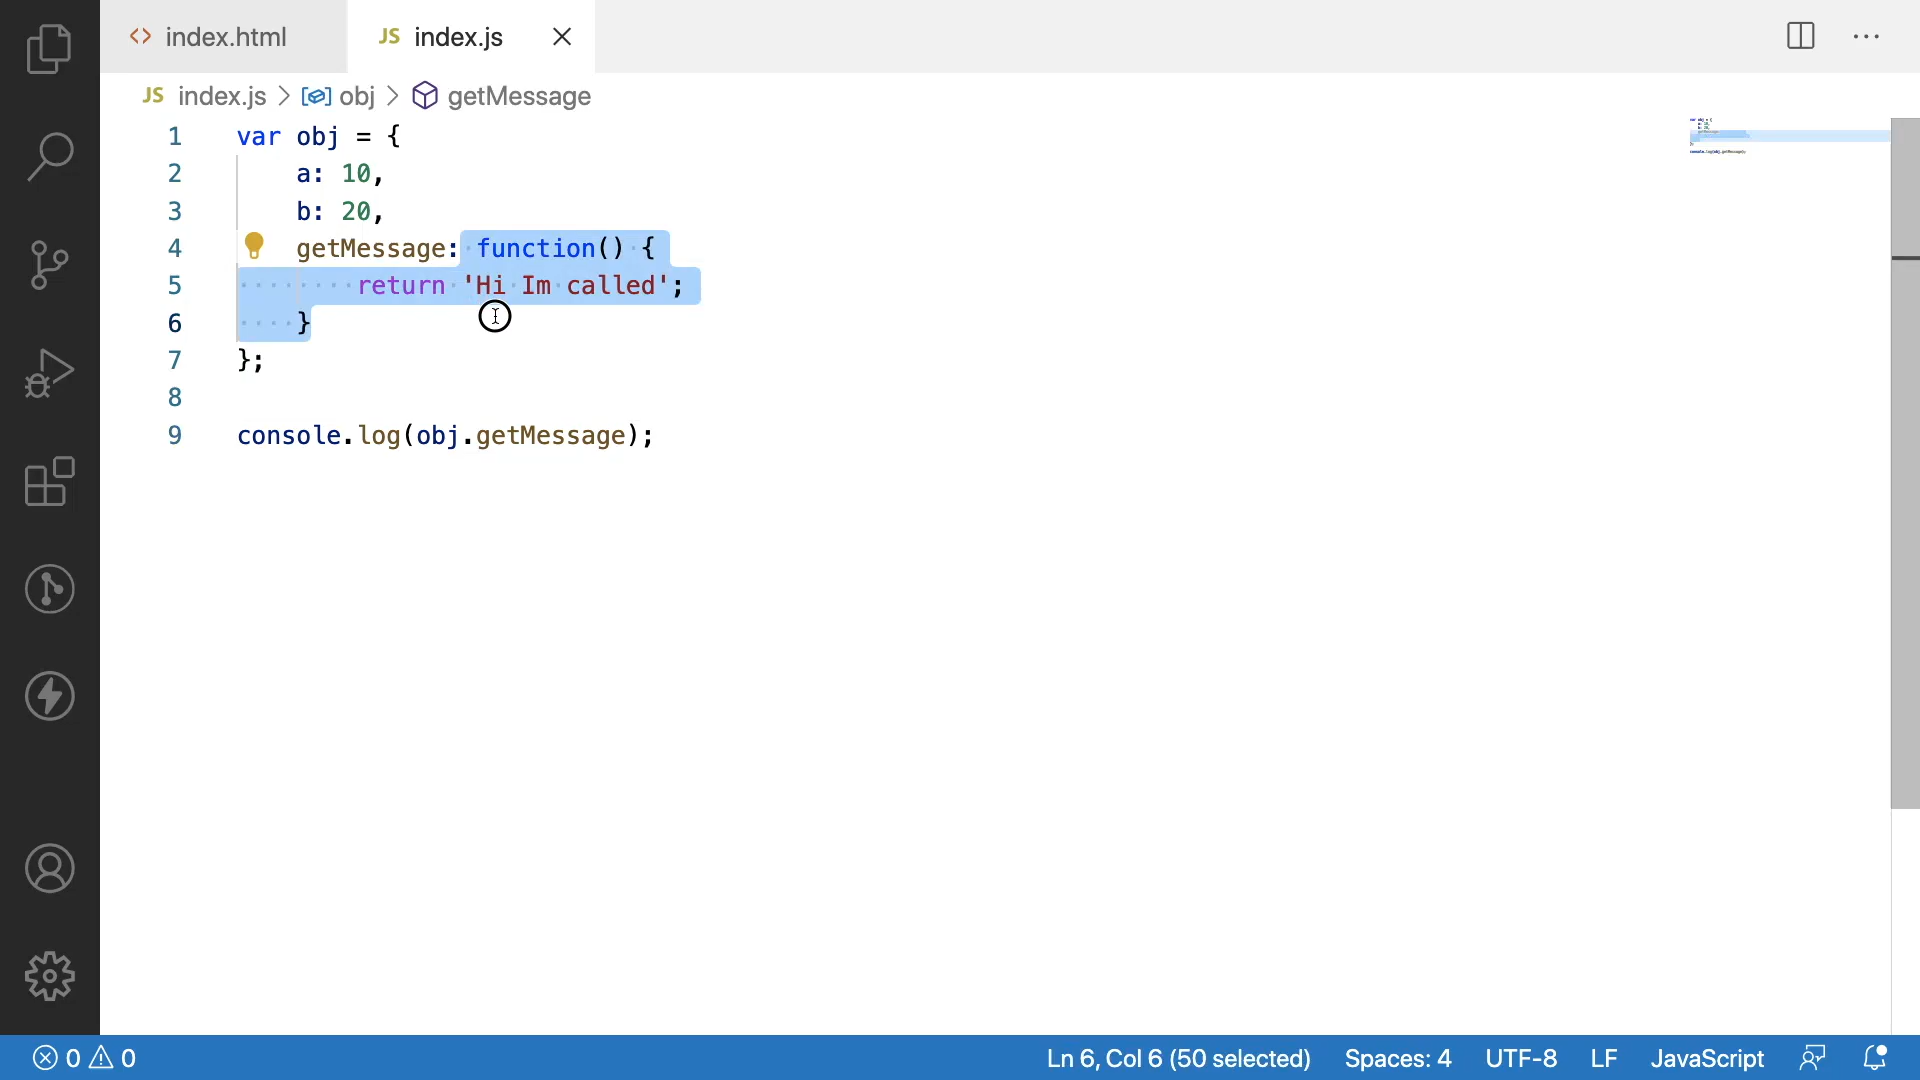 index.html
JS index.js
JS index.js > obj > getMessage
1 var obj = {
2 a: 10,
3 b: 20,
4 getMessage: function() {
5 return 'Hi Im called';
6 }
7 };
8
9 console.log(obj.getMessage);
0 0 Ln 6, Col 6 (50 selected) Spaces: 4 UTF-8 LF JavaScript